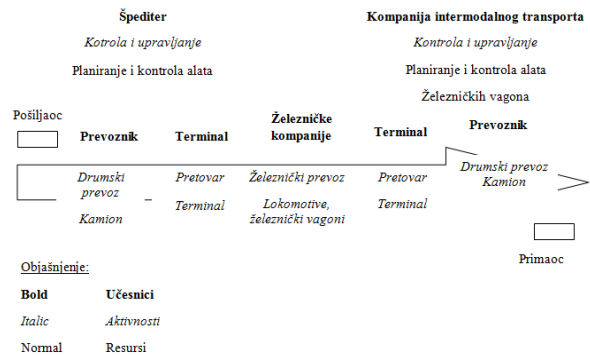 Špediter
Kompanija intermodalnog transporta
Kotrola i upravljanje
Kontrola i upravljanje
Planiranje i kontrola alata
Planiranje i kontrola alata
Železničkih vagona
Pošiljaoc
Prevoznik
Terminal
Železničke
kompanije
Terminal
Prevoznik
Drumski
prevoz
Kamion
Pretovar
Terminal
Železnički prevoz
Lokomotive,
železnički vagoni
Pretovar
Terminal
Drumski prevoz
Kamion
Primaoc
Objašnjenje:
Bold Učesnici
Italic Aktivnosti
Normal Resursi